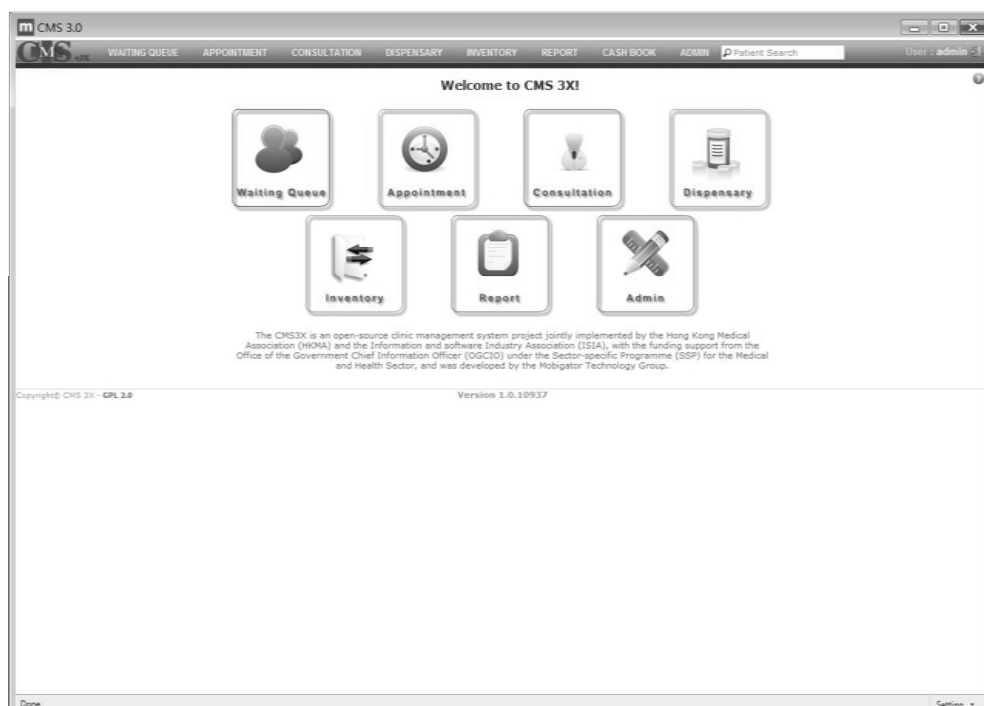 m CMS 3.0
CMS v3X WAITING QUEUE APPOINTMENT CONSULTATION DISPENSARY INVENTORY REPORT CASH BOOK ADMIN Patient Search User : admin
Welcome to CMS 3X!
Waiting Queue Appointment Consultation Dispensary
Inventory Report Admin
The CMS3X is an open-source clinic management system project jointly implemented by the Hong Kong Medical
Association (HKMA) and the Information and software Industry Association (ISIA), with the funding support from the
Office of the Government Chief Information Officer (OGCIO) under the Sector-specific Programme (SSP) for the Medical
and Health Sector, and was developed by the Mobigator Technology Group.
Copyright© CMS 3X - GPL 2.0 Version 1.0.10937
Done Setting